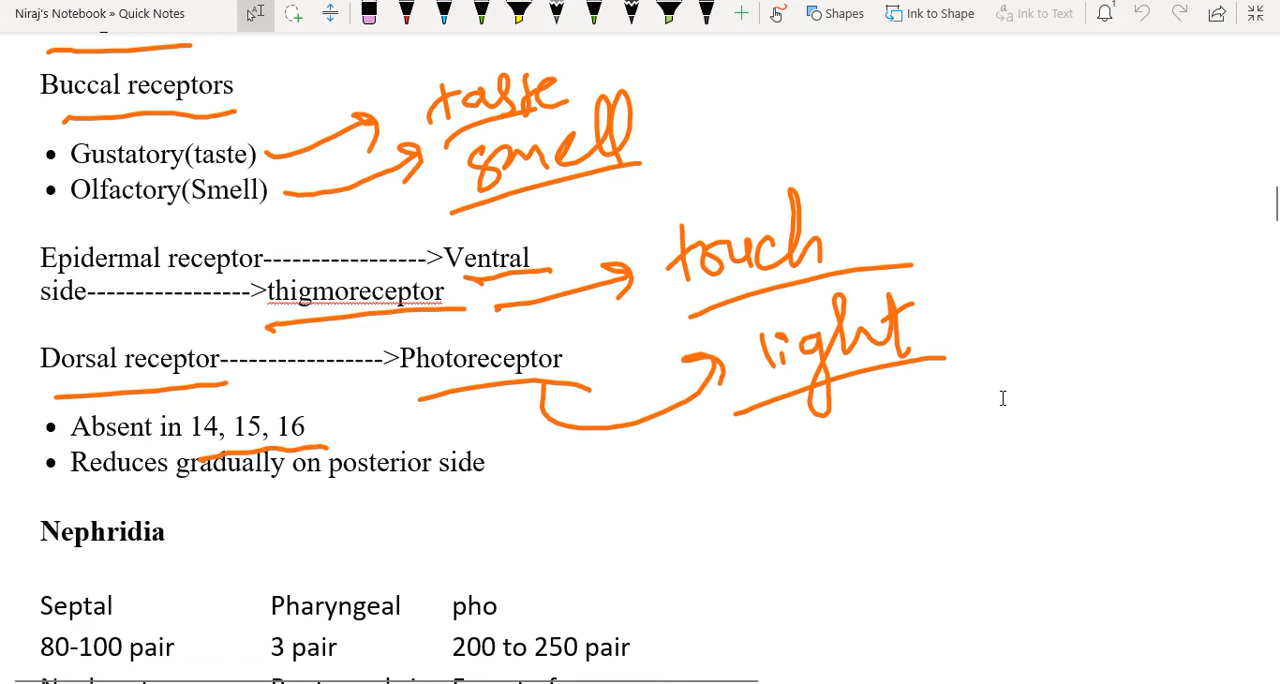 Niraj's Notebook » Quick Notes
Shapes
Ink to Shape
Ink to Text
Buccal receptors
• Gustatory(taste)
taste
• Olfactory(Smell)
smell
Epidermal receptor----------------->Ventral
side----------------->thigmoreceptor
touch
Dorsal receptor----------------->Photoreceptor
light
• Absent in 14, 15, 16
• Reduces gradually on posterior side
Nephridia
Septal Pharyngeal pho
80-100 pair 3 pair 200 to 250 pair